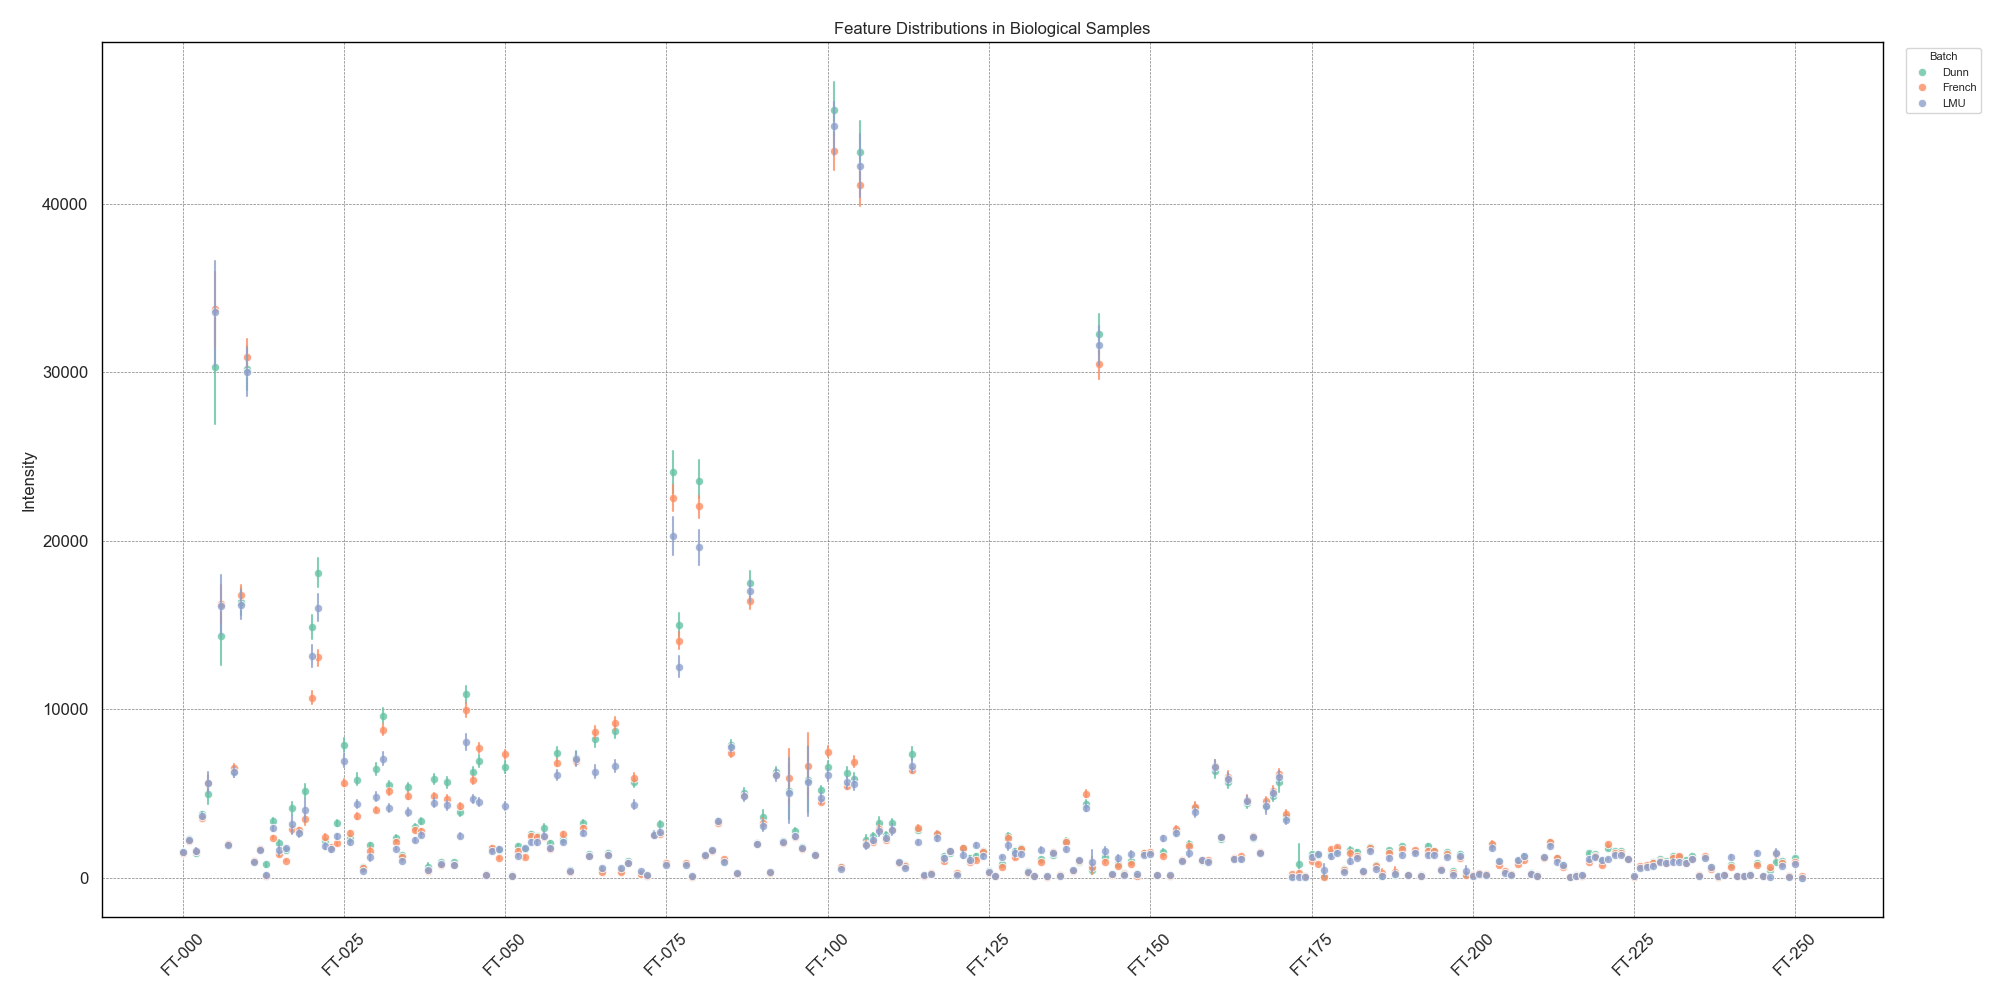 Feature Distributions in Biological Samples
Batch
Dunn
French
LMU
Intensity
40000
30000
20000
10000
0
FT-000
FT-025
FT-050
FT-075
FT-100
FT-125
FT-150
FT-175
FT-200
FT-225
FT-250